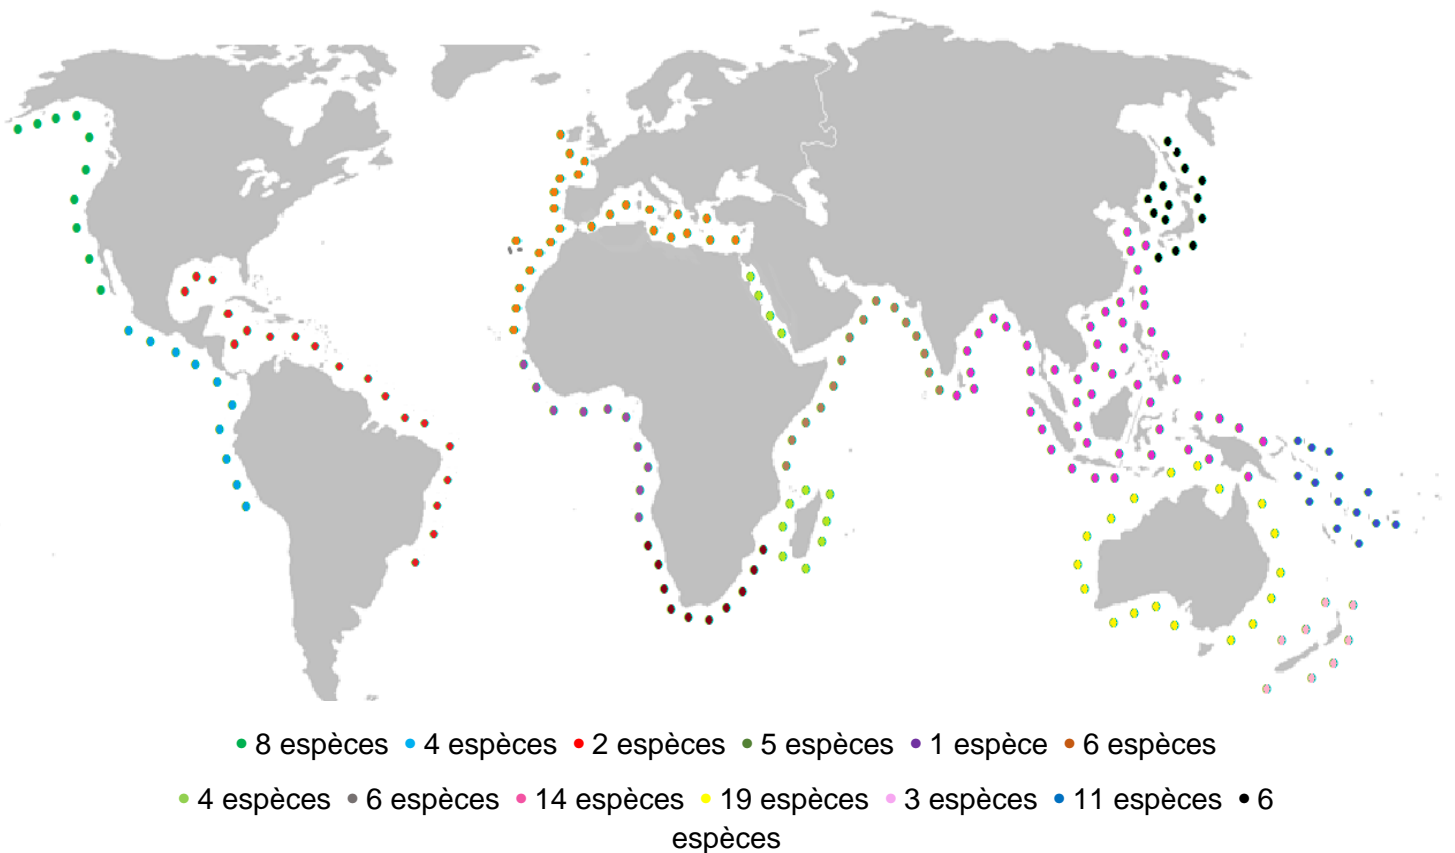 • 8 espèces • 4 espèces • 2 espèces • 5 espèces • 1 espèce • 6 espèces
• 4 espèces • 6 espèces • 14 espèces • 19 espèces • 3 espèces • 11 espèces • 6
espèces